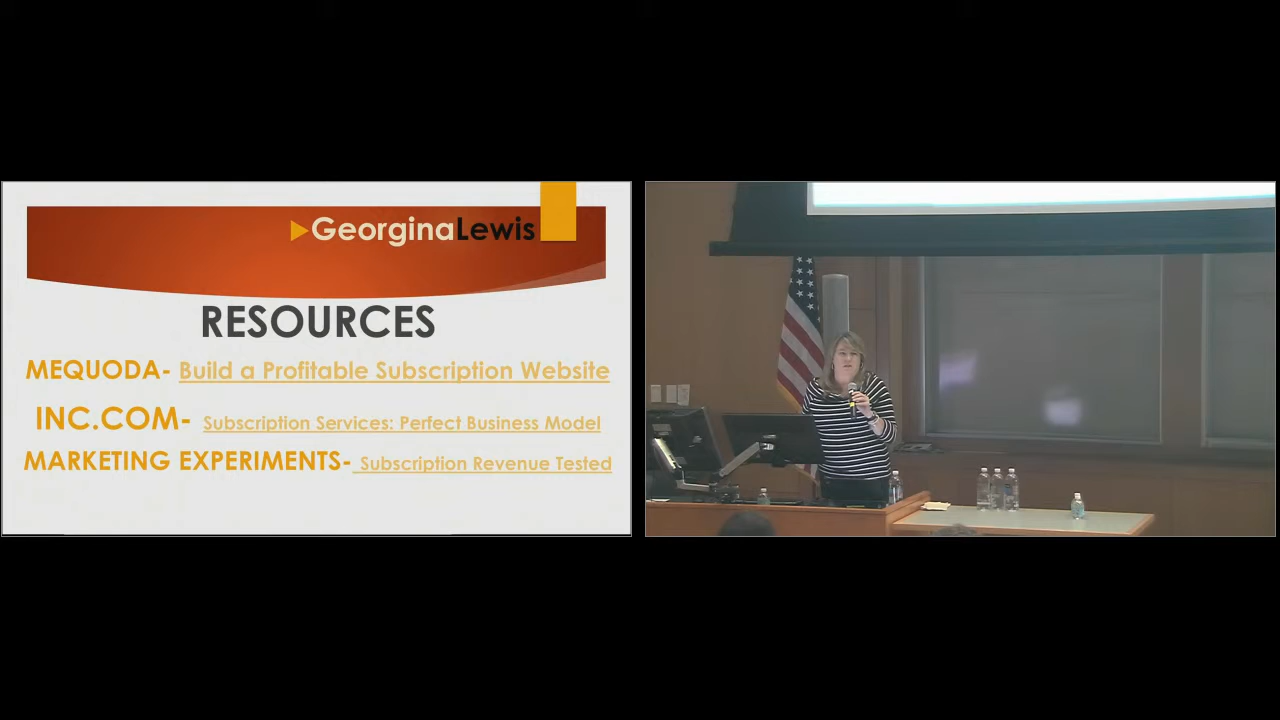 GeorginaLewis
RESOURCES
MEQUODA- Build a Profitable Subscription Website
INC.COM- Subscription Services: Perfect Business Model
MARKETING EXPERIMENTS- Subscription Revenue Tested